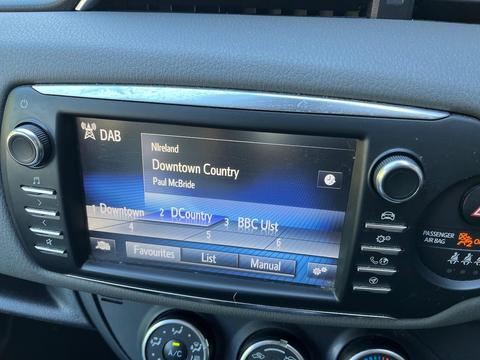 DAB
NIreland
Downtown Country
Paul McBride
1 Downtown 2 DCountry 3 BBC Ulst
4 5 6
Favourites List Manual
PASSENGER
AIR BAG
A/C